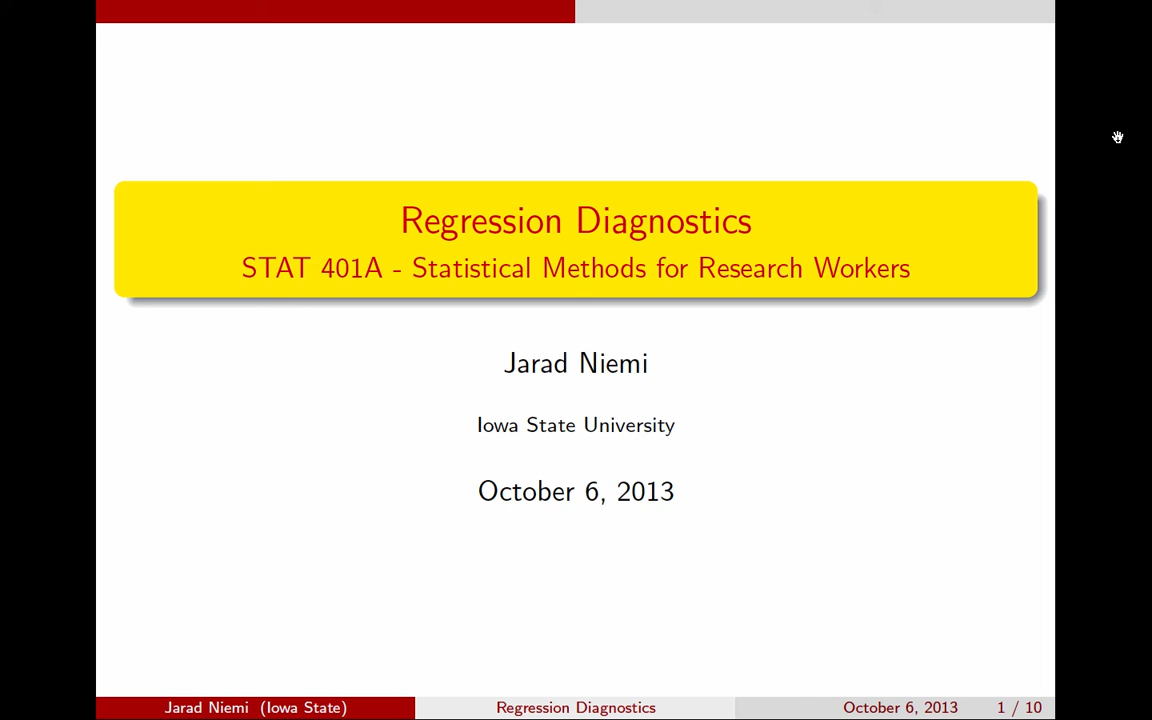 Regression Diagnostics
STAT 401A - Statistical Methods for Research Workers
Jarad Niemi
Iowa State University
October 6, 2013
Jarad Niemi (Iowa State)
Regression Diagnostics
October 6, 2013
1 / 10